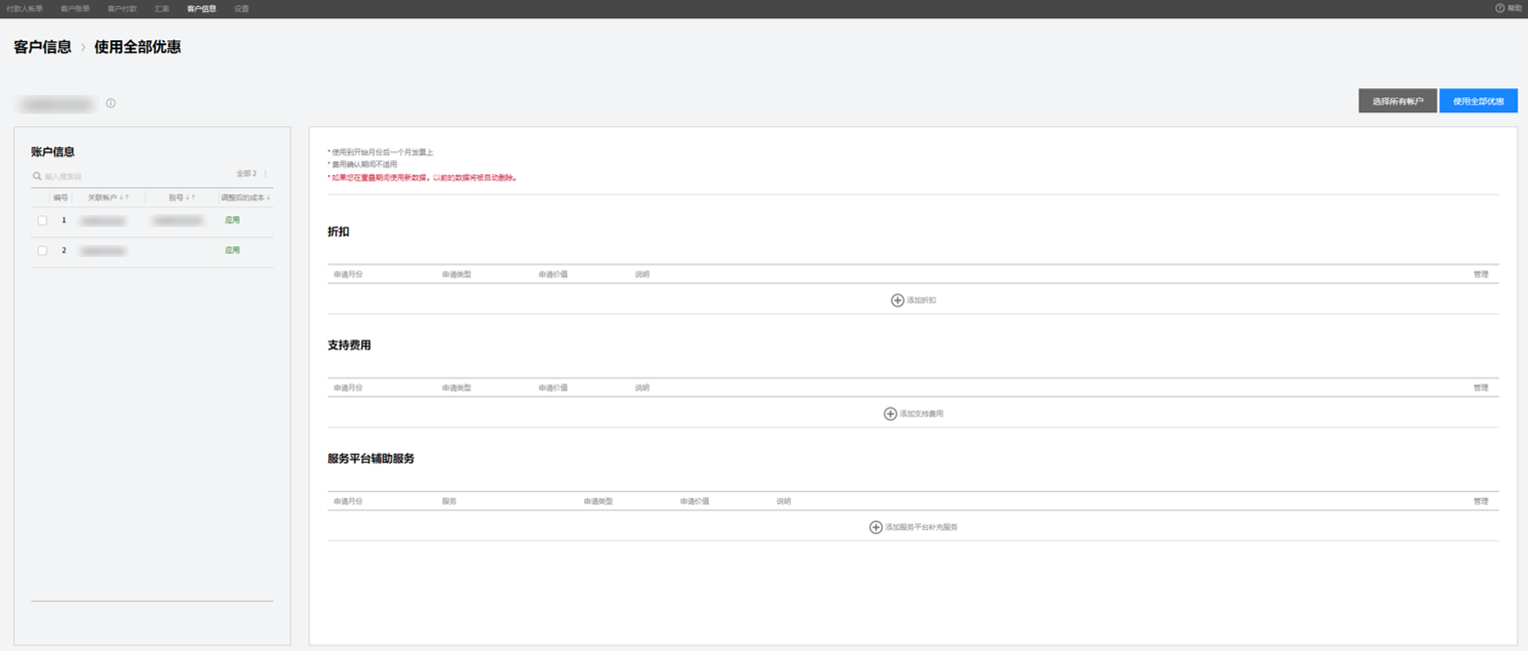 付款人帐单 客户账单 客户付款 汇率 客户信息 设置 帮助
客户信息 > 使用全部优惠
选择所有帐户 使用全部优惠
账户信息
输入搜索词 全部 2
编号 关联帐户 ↓↑ 别号 ↓↑ 调整后的成本 ↓
1 应用
2 应用
* 使用到开始月份后一个月发票上
* 费用确认期间不适用
* 如果您在重叠期间使用新数据，以前的数据将被自动删除。
折扣
申请月份 申请类型 申请价值 说明 管理
添加折扣
支持费用
申请月份 申请类型 申请价值 说明 管理
添加支持费用
服务平台辅助服务
申请月份 服务 申请类型 申请价值 说明 管理
添加服务平台补充服务